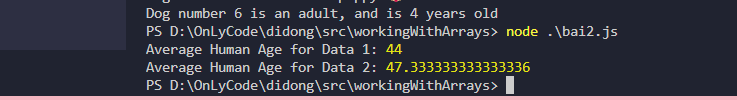 Dog number 6 is an adult, and is 4 years old
PS D:\OnLyCode\didong\src\workingWithArrays> node .\bai2.js
Average Human Age for Data 1: 44
Average Human Age for Data 2: 47.333333333333336
PS D:\OnLyCode\didong\src\workingWithArrays>